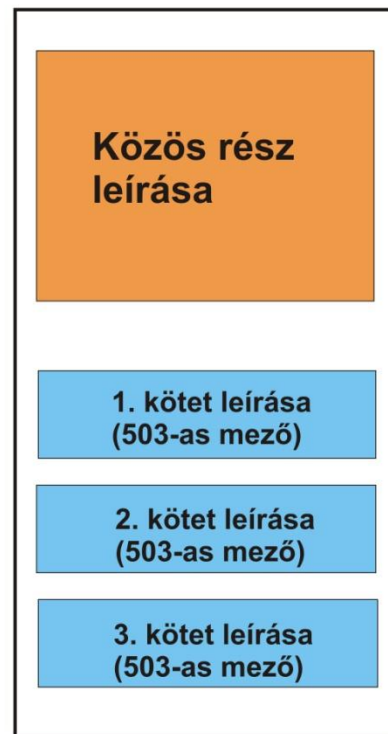 Közös rész
leírása
1. kötet leírása
(503-as mező)
2. kötet leírása
(503-as mező)
3. kötet leírása
(503-as mező)